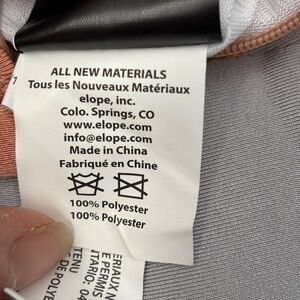 ALL NEW MATERIALS
Tous les Nouveaux Matériaux
elope, inc.
Colo. Springs, CO
www.elope.com
info@elope.com
Made in China
Fabriqué en Chine
100% Polyester
100% Polyester